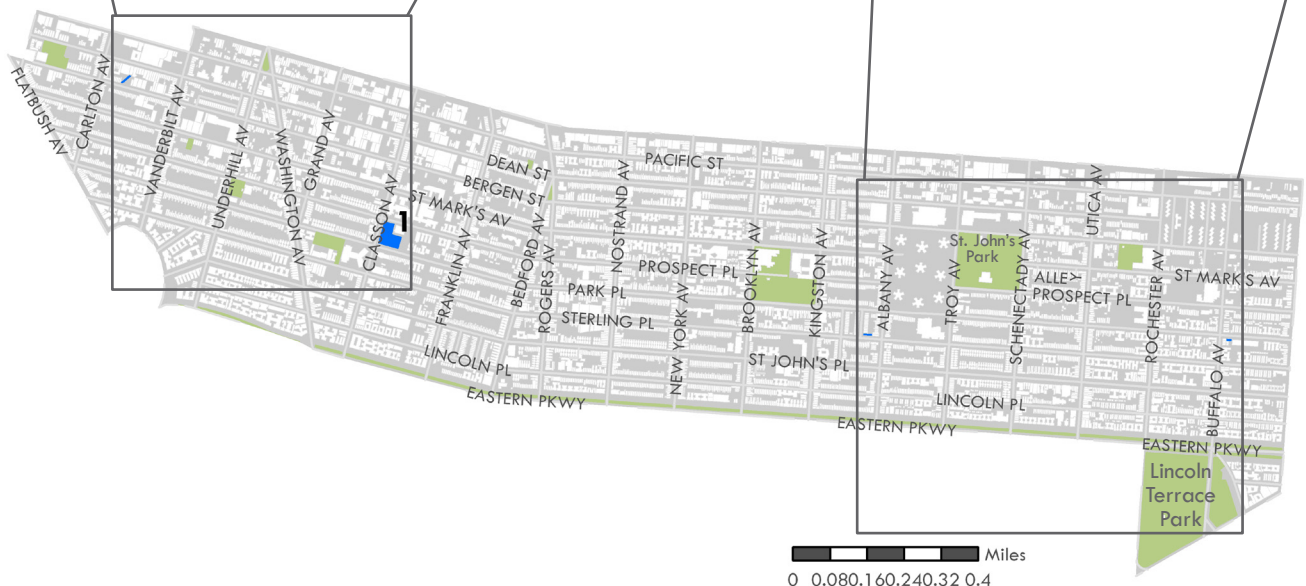 FLATBUSH AV
CARLTON AV
VANDERBILT AV
UNDERHILL AV
WASHINGTON AV
GRAND AV
CLASSON AV
1
ST MARK'S AV
DEAN ST
BERGEN ST
FRANKLIN AV
BEDFORD AV
ROGERS AV
NOSTRAND AV
PACIFIC ST
PROSPECT PL
PARK PL
STERLING PL
LINCOLN PL
EASTERN PKWY
NEW YORK AV
BROOKLYN AV
KINGSTON AV
ST JOHN'S PL
ALBANY AV
TROY AV
St. John's
Park
SCHENECTADY AV
UTICA AV
ALLEY
PROSPECT PL
ROCHESTER AV
ST MARK'S AV
BUFFALO AV
LINCOLN PL
EASTERN PKWY
EASTERN PKWY
Lincoln
Terrace
Park
Miles
0 0.080.160.240.32 0.4